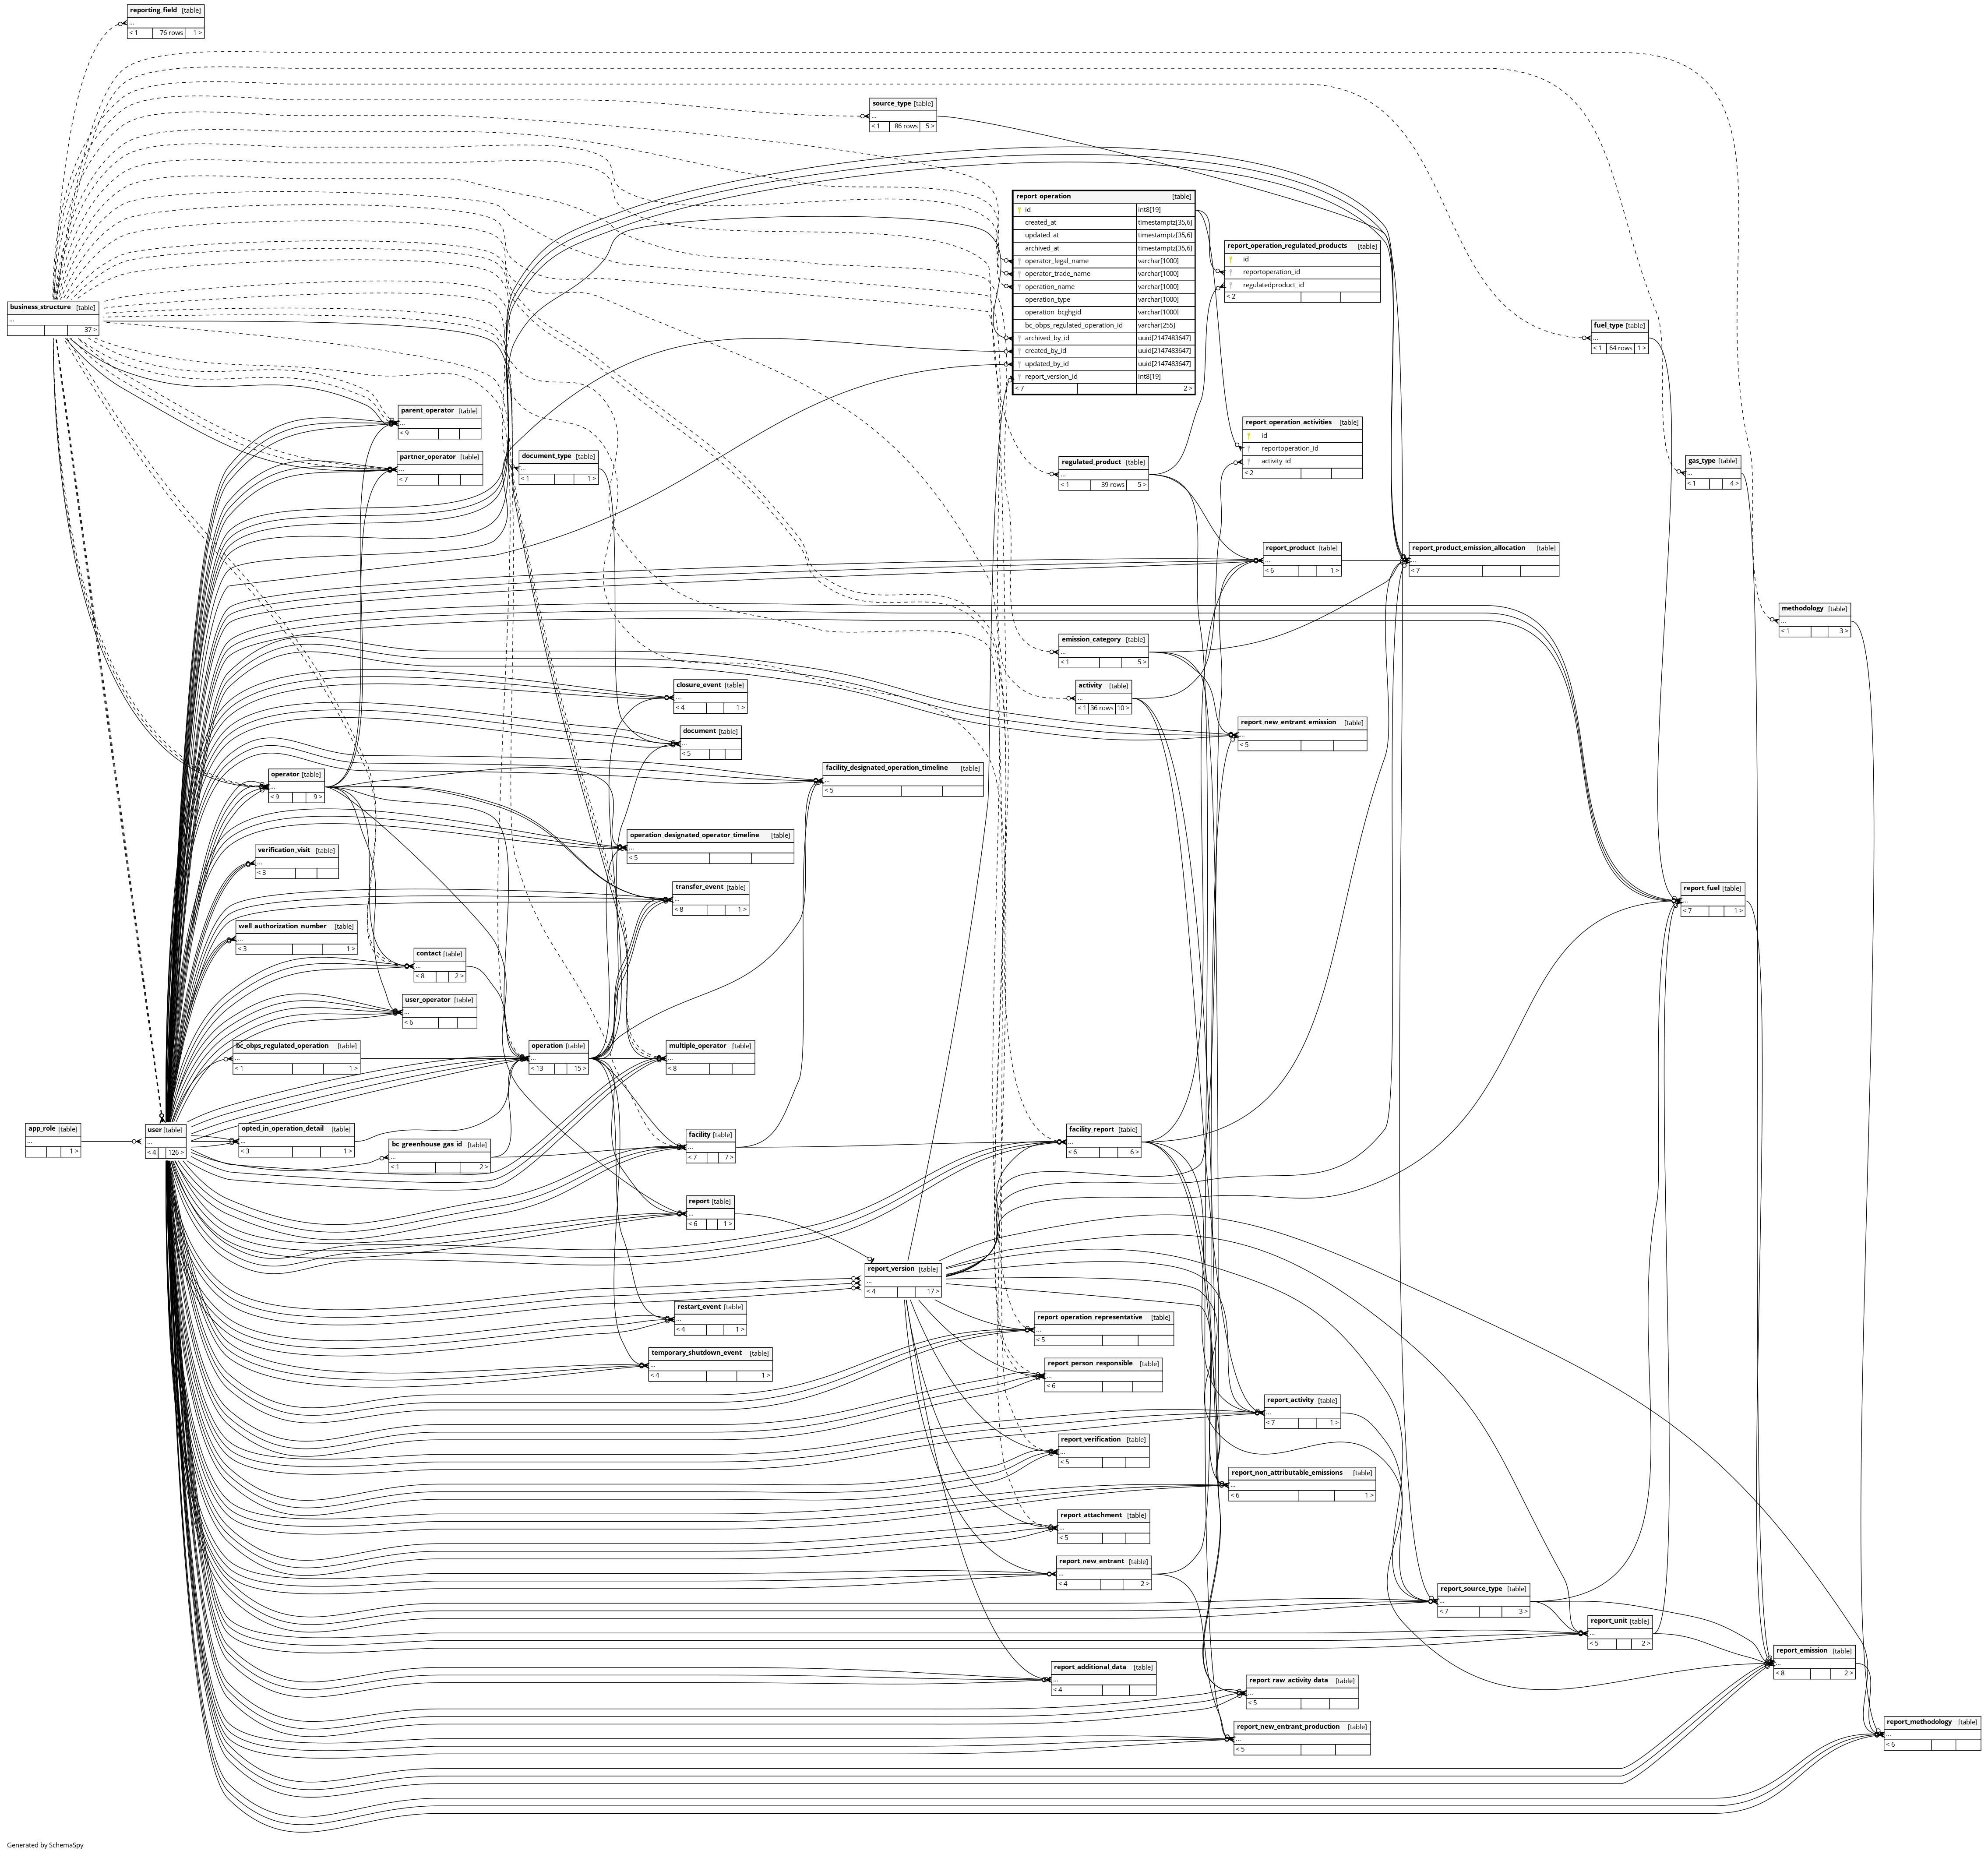 reporting_field [table]
...
< 1 76 rows 1 >
source_type [table]
...
< 1 86 rows 5 >
report_operation [table]
id int8[19]
created_at timestamptz[35,6]
updated_at timestamptz[35,6]
archived_at timestamptz[35,6]
operator_legal_name varchar[1000]
operator_trade_name varchar[1000]
operation_name varchar[1000]
operation_type varchar[1000]
operation_bcghgid varchar[1000]
bc_obps_regulated_operation_id varchar[255]
archived_by_id uuid[2147483647]
created_by_id uuid[2147483647]
updated_by_id uuid[2147483647]
report_version_id int8[19]
< 7 2 >
report_operation_regulated_products [table]
id
reportoperation_id
regulatedproduct_id
< 2
business_structure [table]
...
37 >
fuel_type [table]
...
< 1 64 rows 1 >
parent_operator [table]
...
< 9
report_operation_activities [table]
id
reportoperation_id
activity_id
< 2
partner_operator [table]
...
< 7
document_type [table]
...
< 1 1 >
regulated_product [table]
...
< 1 39 rows 5 >
gas_type [table]
...
< 1 4 >
report_product [table]
...
< 6 1 >
report_product_emission_allocation [table]
...
< 7
methodology [table]
...
< 1 3 >
emission_category [table]
...
< 1 5 >
closure_event [table]
...
< 4 1 >
activity [table]
...
< 1 36 rows 10 >
report_new_entrant_emission [table]
...
< 5
document [table]
...
< 5
operator [table]
...
< 9 9 >
facility_designated_operation_timeline [table]
...
< 5
operation_designated_operator_timeline [table]
...
< 5
verification_visit [table]
...
< 3
transfer_event [table]
...
< 8 1 >
report_fuel [table]
...
< 7 1 >
well_authorization_number [table]
...
< 3 1 >
contact [table]
...
< 8 2 >
user_operator [table]
...
< 6
bc_obps_regulated_operation [table]
...
< 1 1 >
operation [table]
...
< 13 15 >
multiple_operator [table]
...
< 8
app_role [table]
...
1 >
user [table]
...
< 4 126 >
opted_in_operation_detail [table]
...
< 3 1 >
bc_greenhouse_gas_id [table]
...
< 1 2 >
facility [table]
...
< 7 7 >
facility_report [table]
...
< 6 6 >
report [table]
...
< 6 1 >
report_version [table]
...
< 4 17 >
restart_event [table]
...
< 4 1 >
report_operation_representative [table]
...
< 5
temporary_shutdown_event [table]
...
< 4 1 >
report_person_responsible [table]
...
< 6
report_activity [table]
...
< 7 1 >
report_verification [table]
...
< 5
report_non_attributable_emissions [table]
...
< 6 1 >
report_attachment [table]
...
< 5
report_new_entrant [table]
...
< 4 2 >
report_source_type [table]
...
< 7 3 >
report_unit [table]
...
< 5 2 >
report_emission [table]
...
< 8 2 >
report_additional_data [table]
...
< 4
report_raw_activity_data [table]
...
< 5
report_new_entrant_production [table]
...
< 5
report_methodology [table]
...
< 6
Generated by SchemaSpy